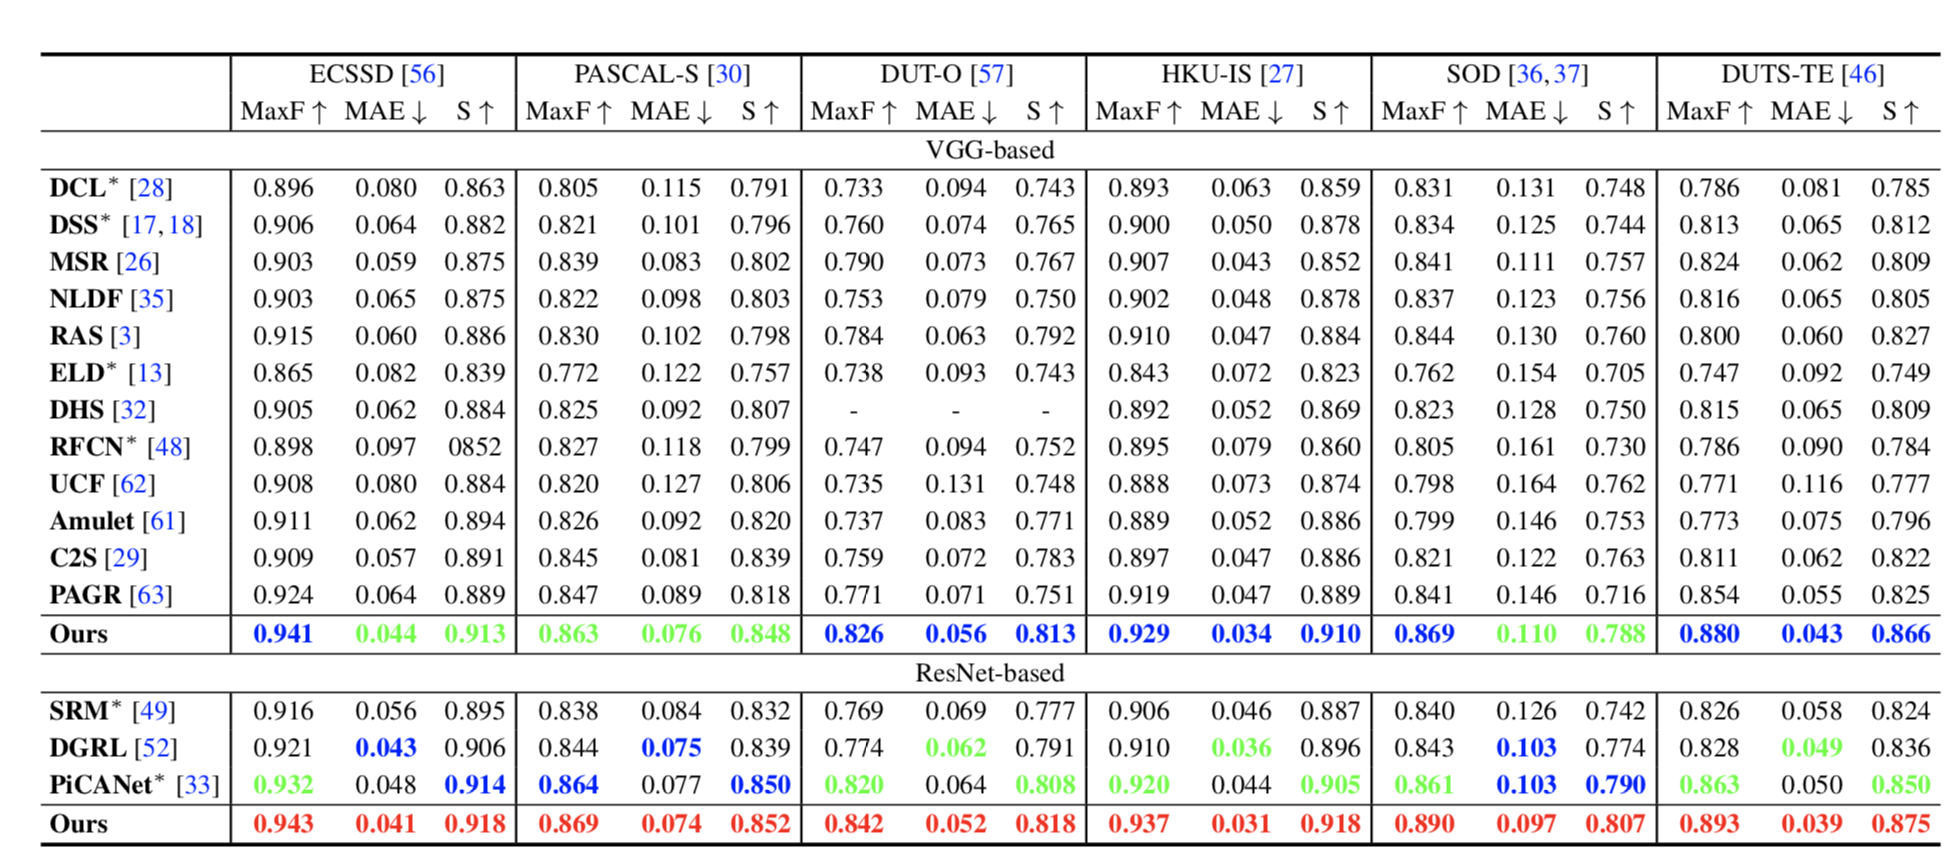 ECSSD [56] PASCAL-S [30] DUT-O [57] HKU-IS [27] SOD [36,37] DUTS-TE [46]
MaxF ↑ MAE ↓ S ↑ MaxF ↑ MAE ↓ S ↑ MaxF ↑ MAE ↓ S ↑ MaxF ↑ MAE ↓ S ↑ MaxF ↑ MAE ↓ S ↑ MaxF ↑ MAE ↓ S ↑
VGG-based
DCL* [28] 0.896 0.080 0.863 0.805 0.115 0.791 0.733 0.094 0.743 0.893 0.063 0.859 0.831 0.131 0.748 0.786 0.081 0.785
DSS* [17,18] 0.906 0.064 0.882 0.821 0.101 0.796 0.760 0.074 0.765 0.900 0.050 0.878 0.834 0.125 0.744 0.813 0.065 0.812
MSR [26] 0.903 0.059 0.875 0.839 0.083 0.802 0.790 0.073 0.767 0.907 0.043 0.852 0.841 0.111 0.757 0.824 0.062 0.809
NLDF [35] 0.903 0.065 0.875 0.822 0.098 0.803 0.753 0.079 0.750 0.902 0.048 0.878 0.837 0.123 0.756 0.816 0.065 0.805
RAS [3] 0.915 0.060 0.886 0.830 0.102 0.798 0.784 0.063 0.792 0.910 0.047 0.884 0.844 0.130 0.760 0.800 0.060 0.827
ELD* [13] 0.865 0.082 0.839 0.772 0.122 0.757 0.738 0.093 0.743 0.843 0.072 0.823 0.762 0.154 0.705 0.747 0.092 0.749
DHS [32] 0.905 0.062 0.884 0.825 0.092 0.807 - - - 0.892 0.052 0.869 0.823 0.128 0.750 0.815 0.065 0.809
RFCN* [48] 0.898 0.097 0852 0.827 0.118 0.799 0.747 0.094 0.752 0.895 0.079 0.860 0.805 0.161 0.730 0.786 0.090 0.784
UCF [62] 0.908 0.080 0.884 0.820 0.127 0.806 0.735 0.131 0.748 0.888 0.073 0.874 0.798 0.164 0.762 0.771 0.116 0.777
Amulet [61] 0.911 0.062 0.894 0.826 0.092 0.820 0.737 0.083 0.771 0.889 0.052 0.886 0.799 0.146 0.753 0.773 0.075 0.796
C2S [29] 0.909 0.057 0.891 0.845 0.081 0.839 0.759 0.072 0.783 0.897 0.047 0.886 0.821 0.122 0.763 0.811 0.062 0.822
PAGR [63] 0.924 0.064 0.889 0.847 0.089 0.818 0.771 0.071 0.751 0.919 0.047 0.889 0.841 0.146 0.716 0.854 0.055 0.825
Ours 0.941 0.044 0.913 0.863 0.076 0.848 0.826 0.056 0.813 0.929 0.034 0.910 0.869 0.110 0.788 0.880 0.043 0.866
ResNet-based
SRM* [49] 0.916 0.056 0.895 0.838 0.084 0.832 0.769 0.069 0.777 0.906 0.046 0.887 0.840 0.126 0.742 0.826 0.058 0.824
DGRL [52] 0.921 0.043 0.906 0.844 0.075 0.839 0.774 0.062 0.791 0.910 0.036 0.896 0.843 0.103 0.774 0.828 0.049 0.836
PiCANet* [33] 0.932 0.048 0.914 0.864 0.077 0.850 0.820 0.064 0.808 0.920 0.044 0.905 0.861 0.103 0.790 0.863 0.050 0.850
Ours 0.943 0.041 0.918 0.869 0.074 0.852 0.842 0.052 0.818 0.937 0.031 0.918 0.890 0.097 0.807 0.893 0.039 0.875